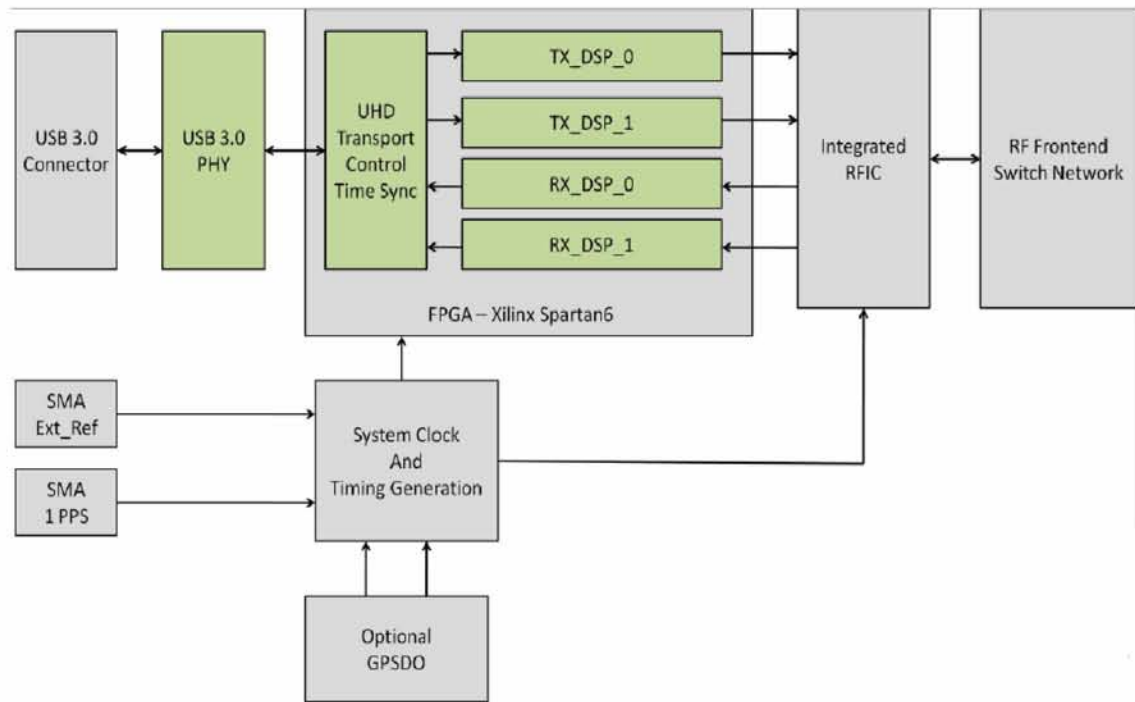 USB 3.0
Connector
USB 3.0
PHY
UHD
Transport
Control
Time Sync
TX_DSP_0
TX_DSP_1
RX_DSP_0
RX_DSP_1
FPGA – Xilinx Spartan6
Integrated
RFIC
RF Frontend
Switch Network
SMA
Ext_Ref
SMA
1 PPS
System Clock
And
Timing Generation
Optional
GPSDO